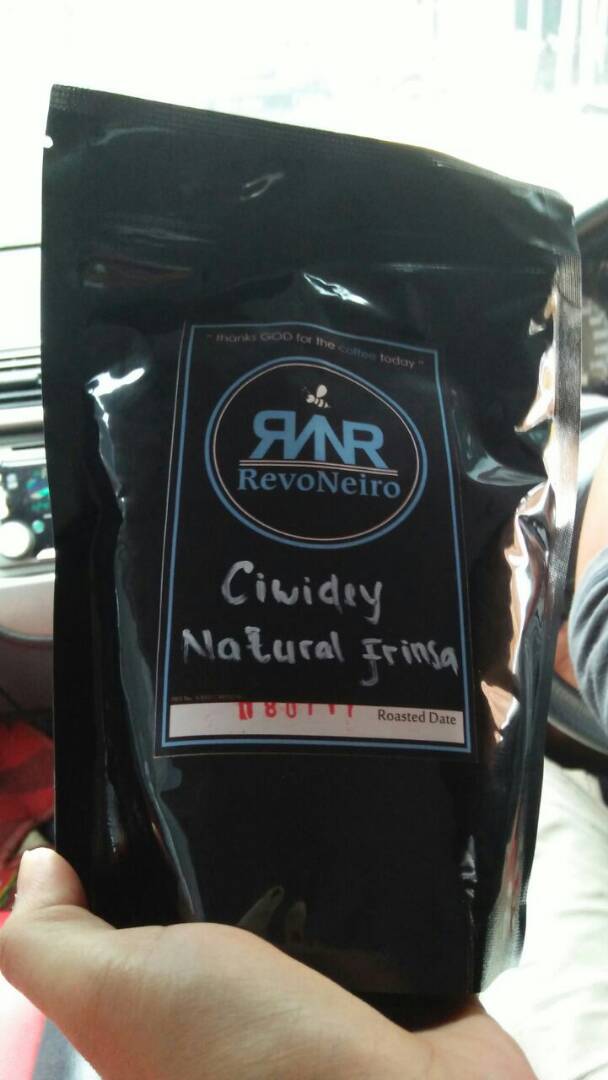 " thanks GOD for the coffee today "
RNR
RevoNeiro
Ciwidey
Natural Frinsa
Roasted Date